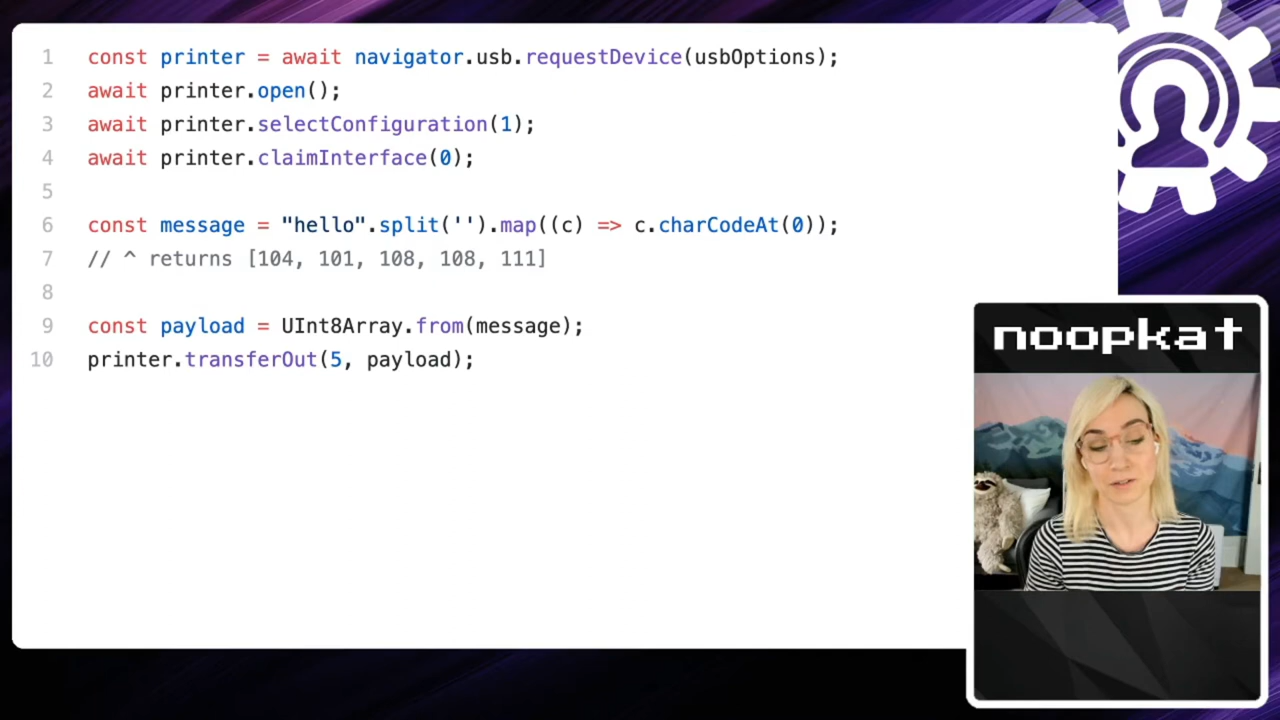 1 const printer = await navigator.usb.requestDevice(usbOptions);
2 await printer.open();
3 await printer.selectConfiguration(1);
4 await printer.claimInterface(0);
5
6 const message = "hello".split('').map((c) => c.charCodeAt(0));
7 // ^ returns [104, 101, 108, 108, 111]
8
9 const payload = UInt8Array.from(message);
10 printer.transferOut(5, payload);
noopkat